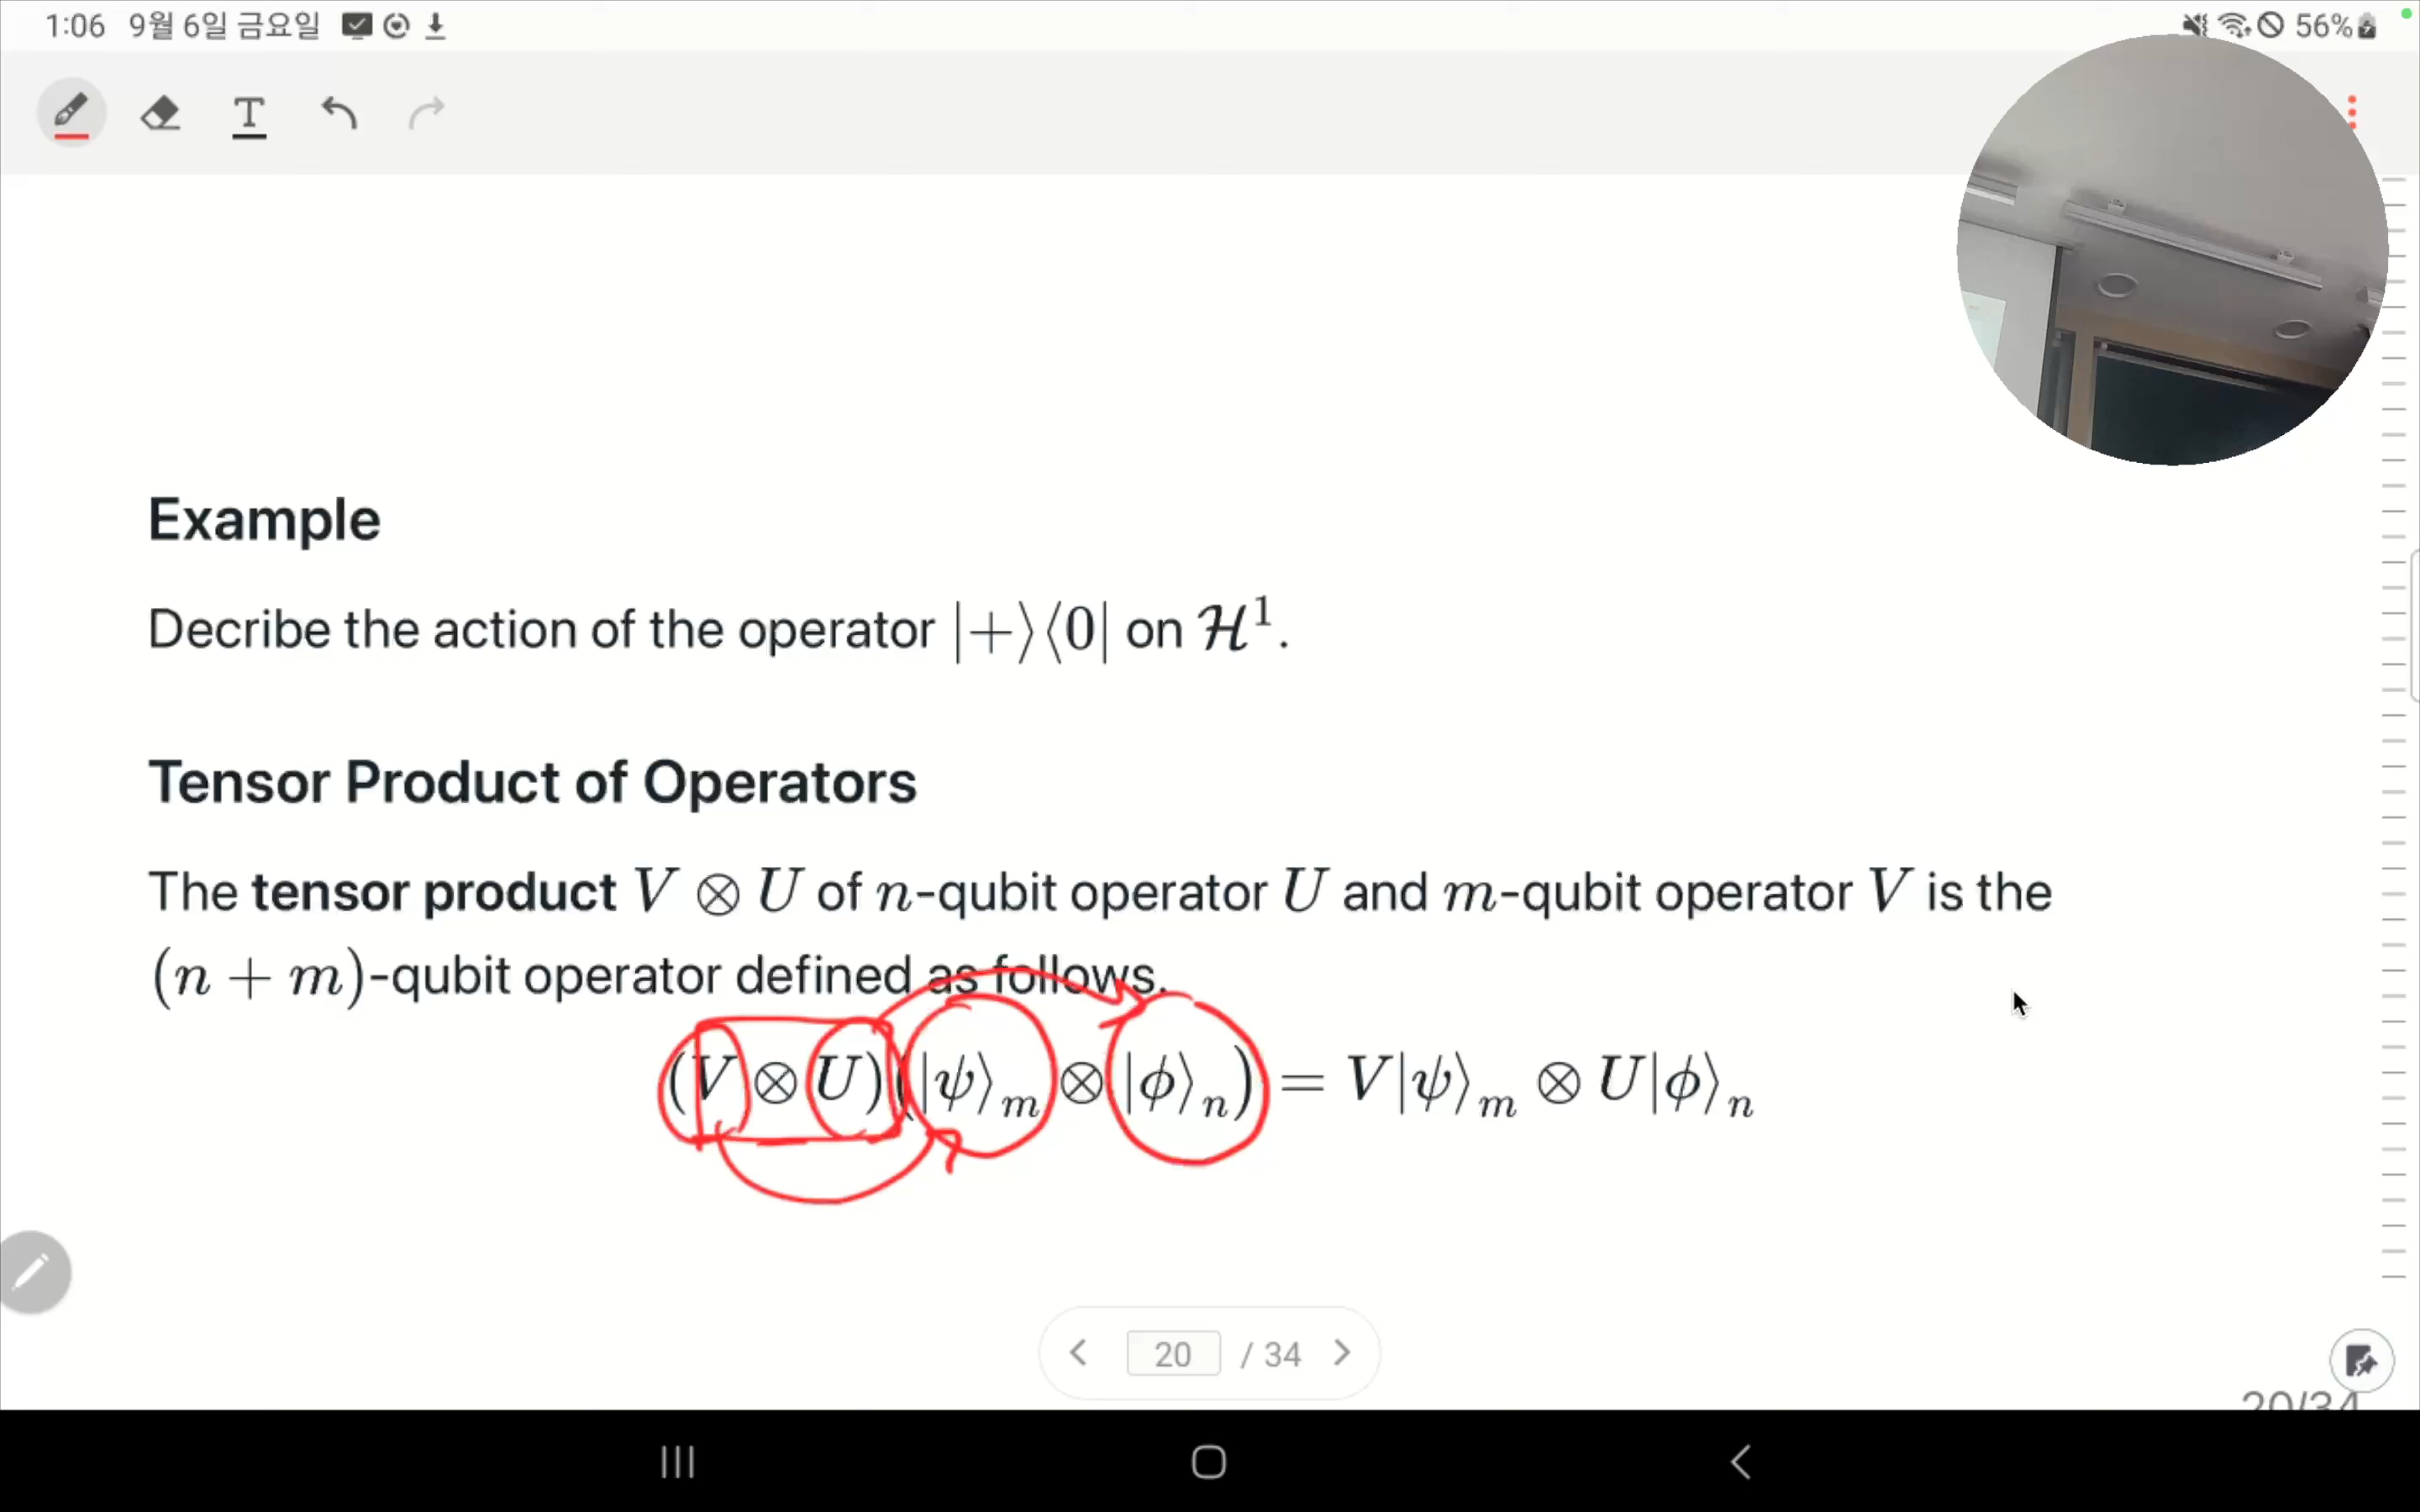 1:06 9월 6일 금요일 56%
T
Example
Decribe the action of the operator |+⟩⟨0| on ℋ¹.
Tensor Product of Operators
The tensor product V ⊗ U of n-qubit operator U and m-qubit operator V is the
(n + m)-qubit operator defined as follows.
(V ⊗ U)(|ψ⟩ₘ ⊗ |ϕ⟩ₙ) = V|ψ⟩ₘ ⊗ U|ϕ⟩ₙ
20 / 34
20/34